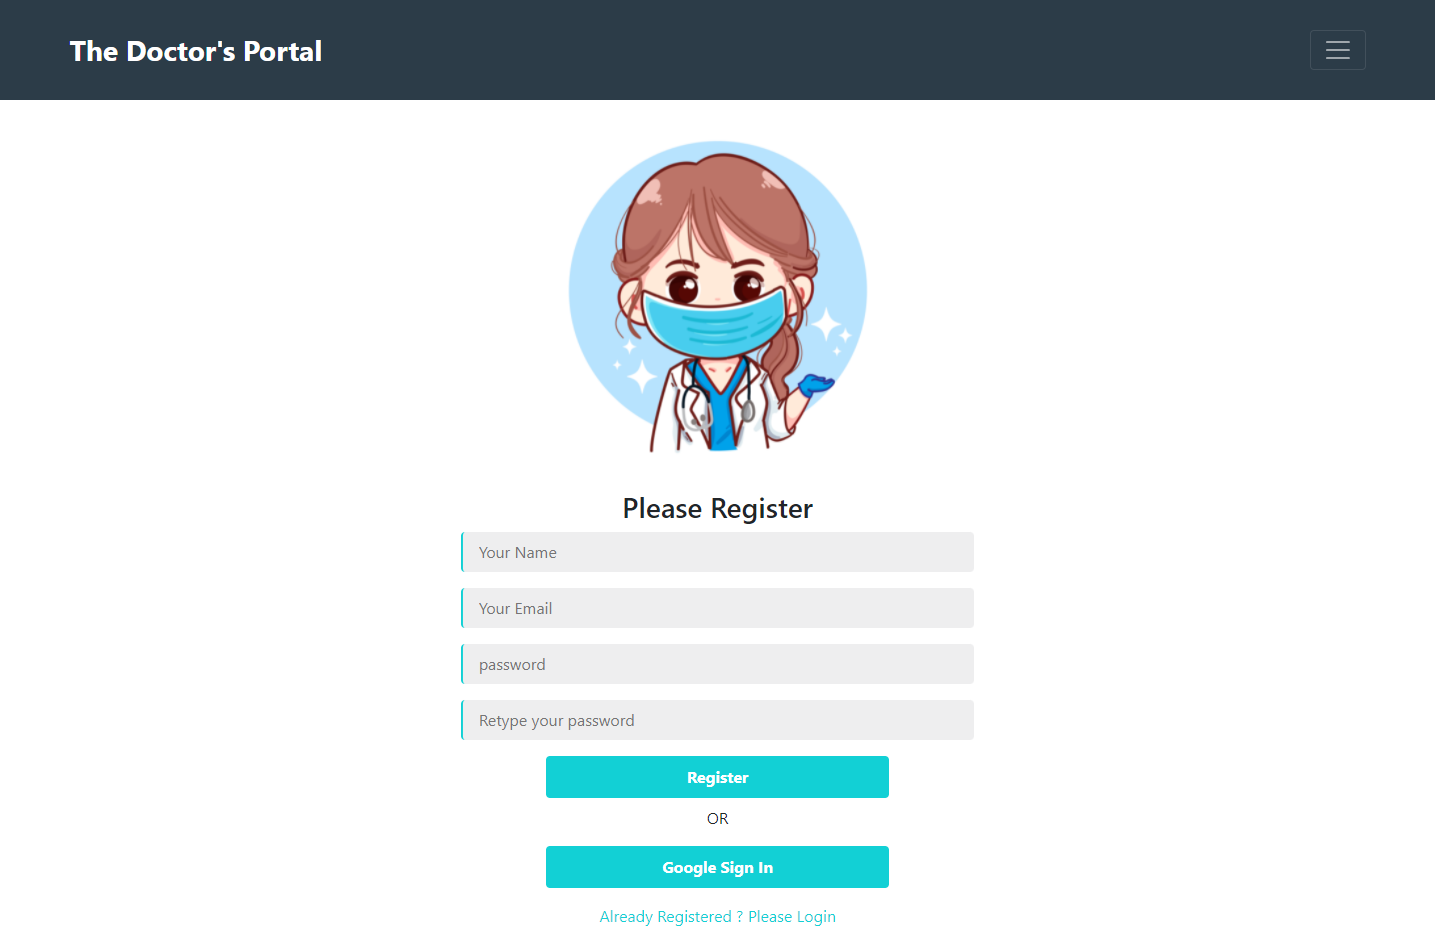 The Doctor's Portal
Please Register
Your Name
Your Email
password
Retype your password
Register
OR
Google Sign In
Already Registered ? Please Login